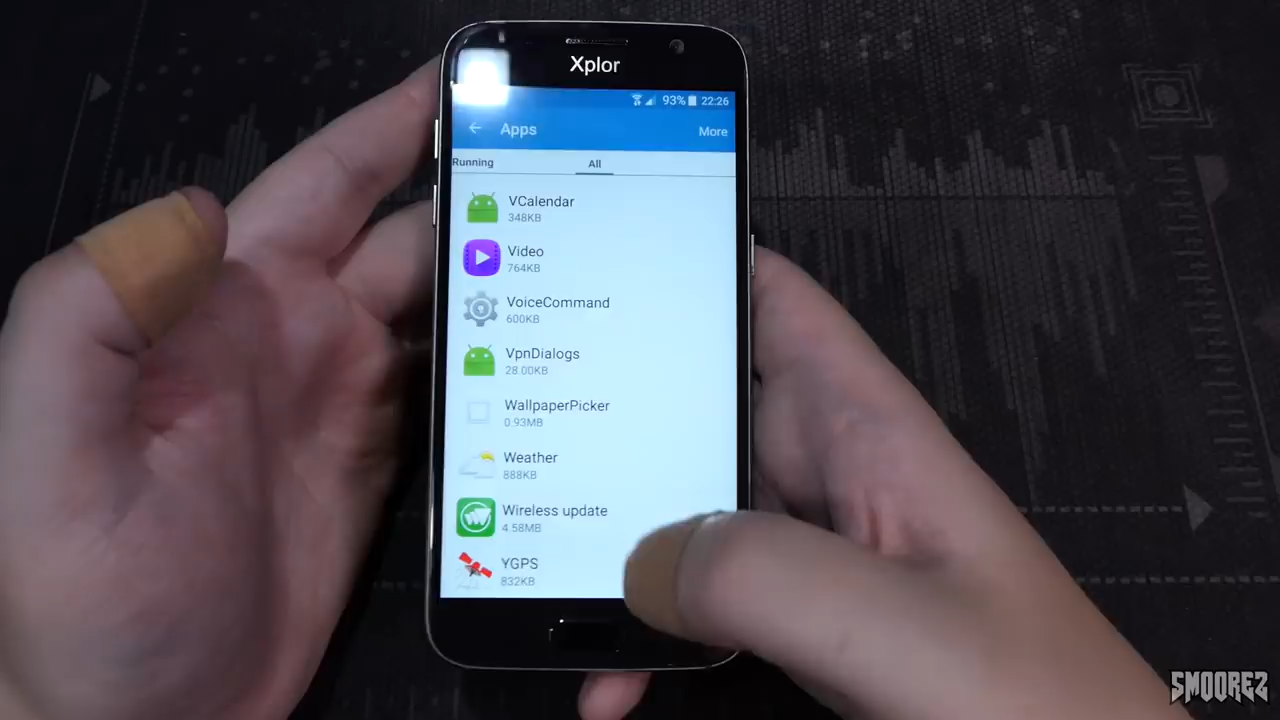 Xplor
93% 22:26
Apps
More
Running
All
VCalendar
348KB
Video
764KB
VoiceCommand
600KB
VpnDialogs
28.00KB
WallpaperPicker
0.93MB
Weather
888KB
Wireless update
4.58MB
YGPS
832KB
SMOOREZ